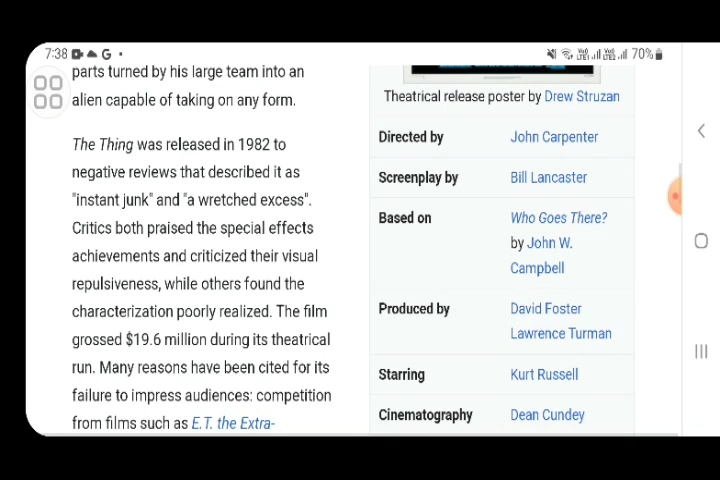 7:38
70%
parts turned by his large team into an
alien capable of taking on any form.
The Thing was released in 1982 to
negative reviews that described it as
"instant junk" and "a wretched excess".
Critics both praised the special effects
achievements and criticized their visual
repulsiveness, while others found the
characterization poorly realized. The film
grossed $19.6 million during its theatrical
run. Many reasons have been cited for its
failure to impress audiences: competition
from films such as E.T. the Extra-
Theatrical release poster by Drew Struzan
Directed by John Carpenter
Screenplay by Bill Lancaster
Based on Who Goes There?
by John W.
Campbell
Produced by David Foster
Lawrence Turman
Starring Kurt Russell
Cinematography Dean Cundey